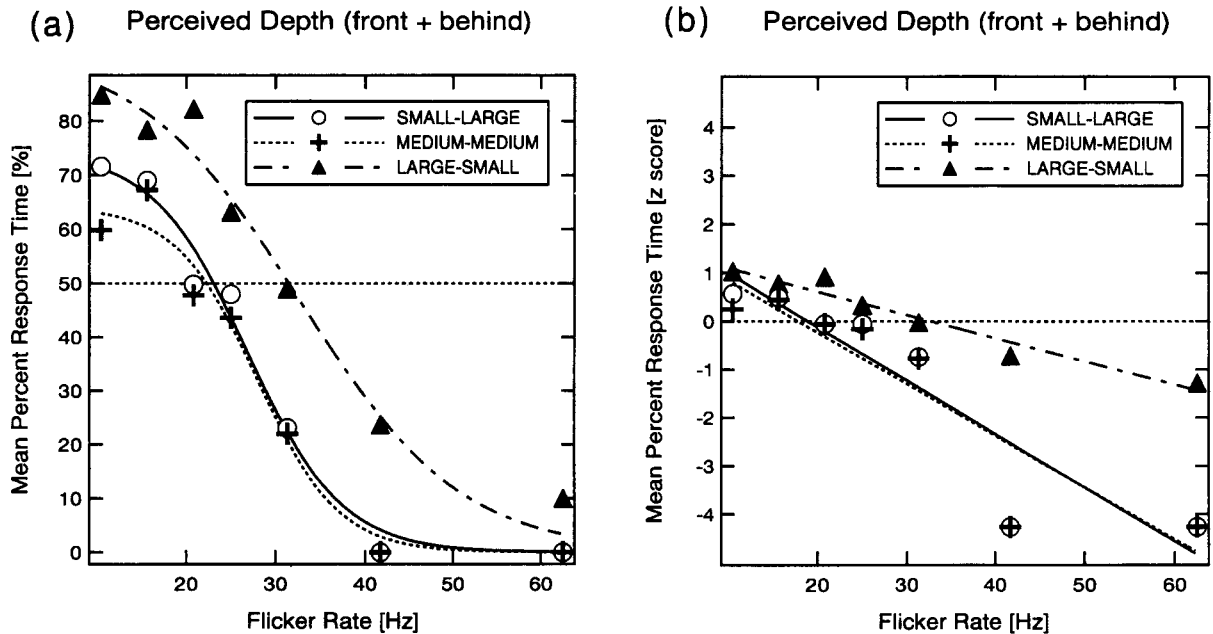 (a) Perceived Depth (front + behind)
Mean Percent Response Time [%]
80
70
60
50
40
30
20
10
0
SMALL-LARGE
MEDIUM-MEDIUM
LARGE-SMALL
20 30 40 50 60
Flicker Rate [Hz]
(b) Perceived Depth (front + behind)
Mean Percent Response Time [z score]
4
3
2
1
0
-1
-2
-3
-4
SMALL-LARGE
MEDIUM-MEDIUM
LARGE-SMALL
20 30 40 50 60
Flicker Rate [Hz]